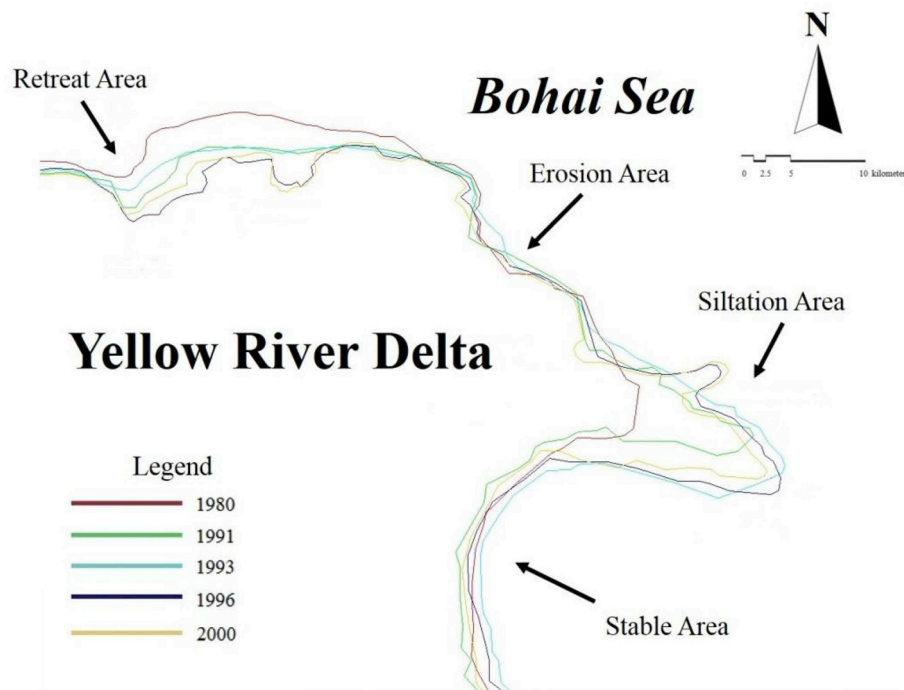 N
Retreat Area
Bohai Sea
Erosion Area
0 2.5 5 10 kilometer
Siltation Area
Yellow River Delta
Legend
1980
1991
1993
1996
2000
Stable Area